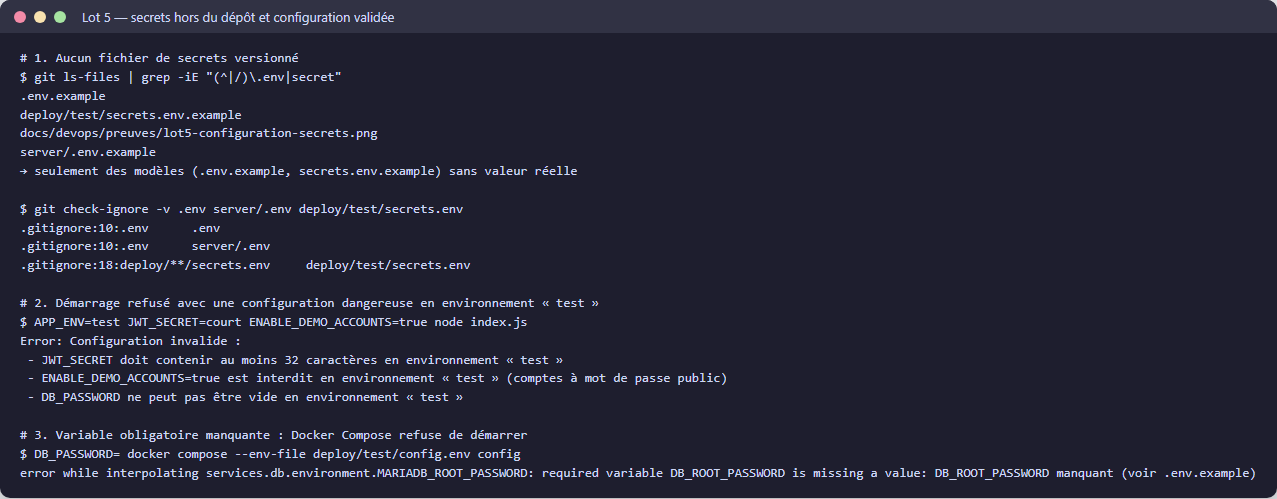 Lot 5 — secrets hors du dépôt et configuration validée
# 1. Aucun fichier de secrets versionné
$ git ls-files | grep -iE "(^|/)\.env|secret"
.env.example
deploy/test/secrets.env.example
docs/devops/preuves/lot5-configuration-secrets.png
server/.env.example
→ seulement des modèles (.env.example, secrets.env.example) sans valeur réelle
$ git check-ignore -v .env server/.env deploy/test/secrets.env
.gitignore:10:.env      .env
.gitignore:10:.env      server/.env
.gitignore:18:deploy/**/secrets.env     deploy/test/secrets.env
# 2. Démarrage refusé avec une configuration dangereuse en environnement « test »
$ APP_ENV=test JWT_SECRET=court ENABLE_DEMO_ACCOUNTS=true node index.js
Error: Configuration invalide :
 - JWT_SECRET doit contenir au moins 32 caractères en environnement « test »
 - ENABLE_DEMO_ACCOUNTS=true est interdit en environnement « test » (comptes à mot de passe public)
 - DB_PASSWORD ne peut pas être vide en environnement « test »
# 3. Variable obligatoire manquante : Docker Compose refuse de démarrer
$ DB_PASSWORD= docker compose --env-file deploy/test/config.env config
error while interpolating services.db.environment.MARIADB_ROOT_PASSWORD: required variable DB_ROOT_PASSWORD is missing a value: DB_ROOT_PASSWORD manquant (voir .env.example)